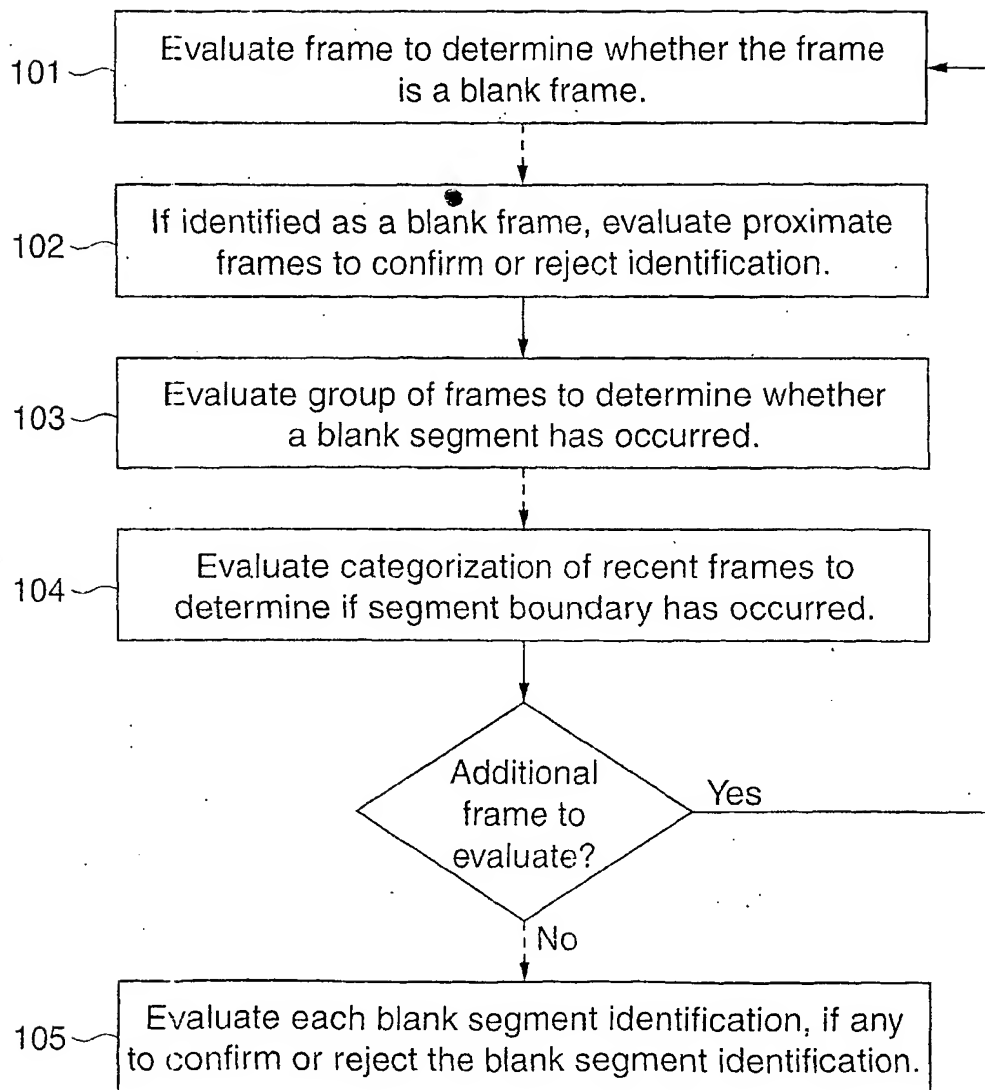 Evaluate frame to determine whether the frame
101
is a blank frame.
If identified as a blank frame, evaluate proximate
102
frames to confirm or reject identification.
Evaluate group of frames to determine whether
103
a blank segment has occurred.
Evaluate categorization of recent frames to
104
determine if segment boundary has occurred.
Additional
frame to
evaluate?
Yes
No
Evaluate each blank segment identification, if any
105
to confirm or reject the blank segment identification.